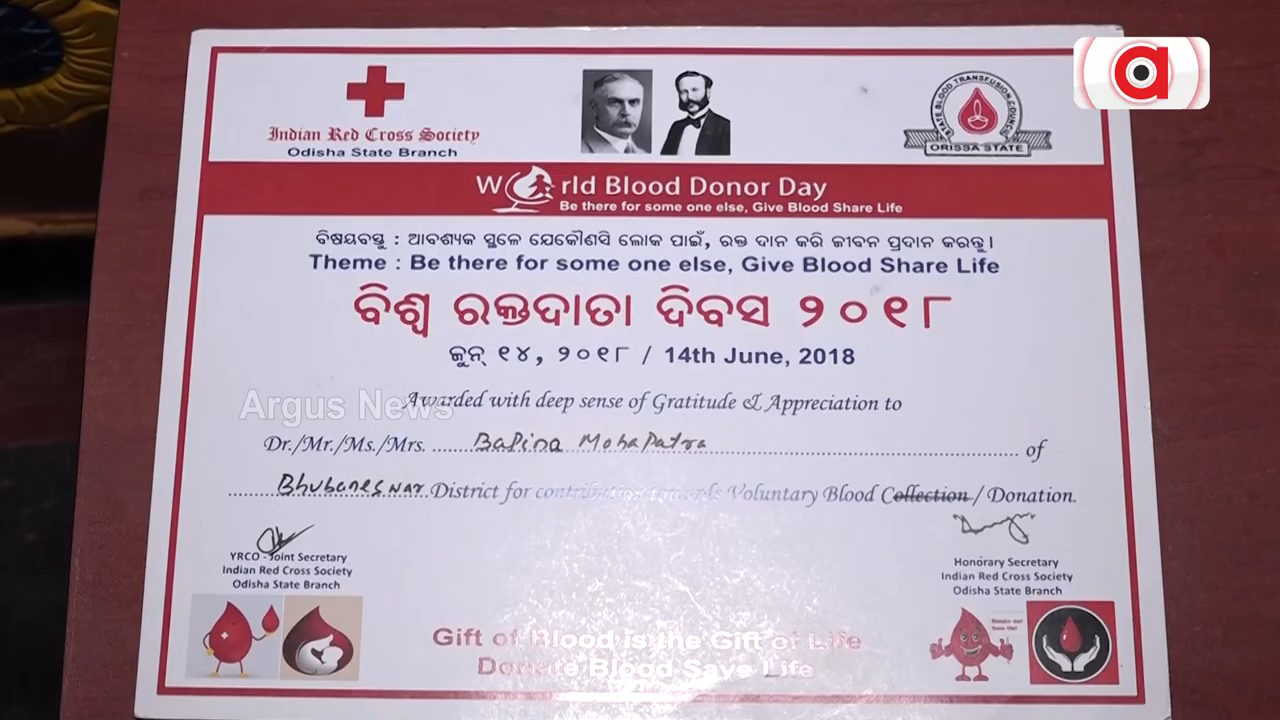 Indian Red Cross Society
Odisha State Branch
STATE BLOOD TRANSFUSION COUNCIL
ORISSA STATE
a
World Blood Donor Day
Be there for some one else, Give Blood Share Life
ବିଷୟବସ୍ତୁ : ଆବଶ୍ୟକ ସ୍ଥଳେ ଯେକୌଣସି ଲୋକ ପାଇଁ, ରକ୍ତ ଦାନ କରି ଜୀବନ ପ୍ରଦାନ କରନ୍ତୁ ।
Theme : Be there for some one else, Give Blood Share Life
ବିଶ୍ୱ ରକ୍ତଦାତା ଦିବସ ୨୦୧୮
ଜୁନ୍ ୧୪, ୨୦୧୮ / 14th June, 2018
Awarded with deep sense of Gratitude & Appreciation to
Argus News
Dr./Mr./Ms./Mrs. Bapina Mohapatra of
Bhubaneswar District for contribution towards Voluntary Blood Collection / Donation.
YRCO - Joint Secretary
Indian Red Cross Society
Odisha State Branch
Honorary Secretary
Indian Red Cross Society
Odisha State Branch
Gift of Blood is the Gift of Life
Donate Blood Save Life